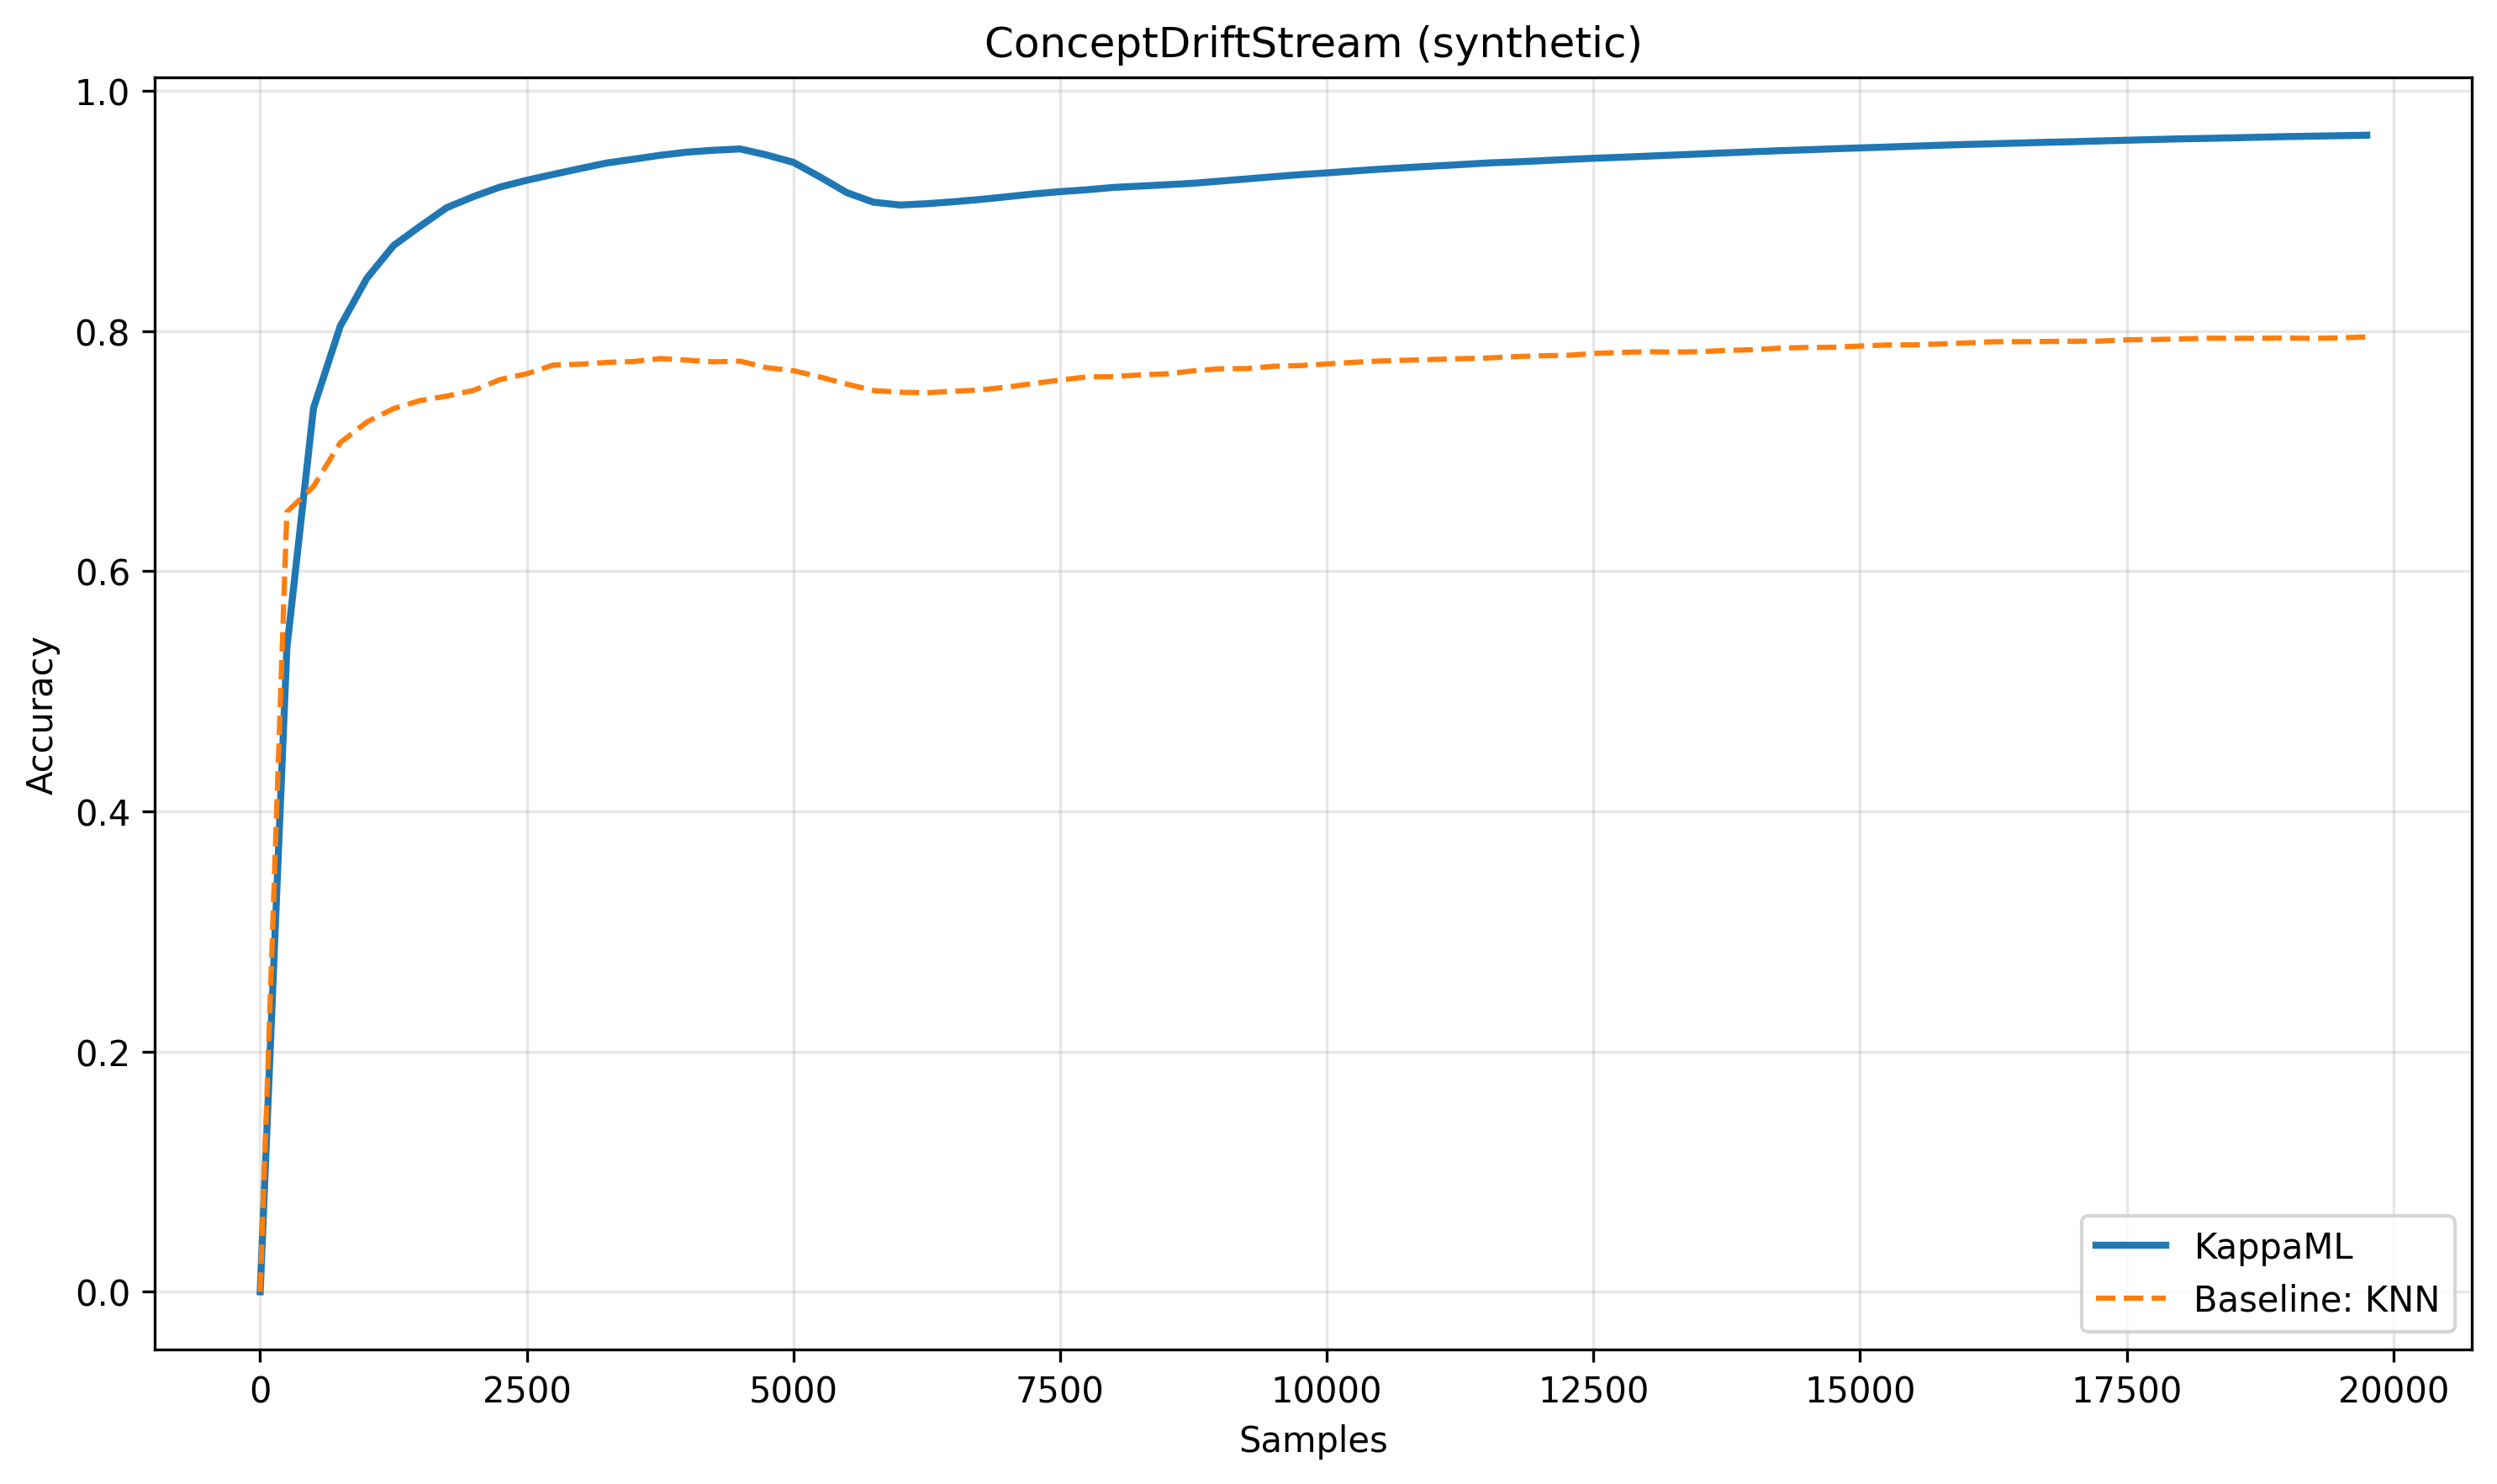 ConceptDriftStream (synthetic)
1.0
0.8
0.6
0.4
0.2
0.0
Accuracy
0 2500 5000 7500 10000 12500 15000 17500 20000
Samples
KappaML
Baseline: KNN